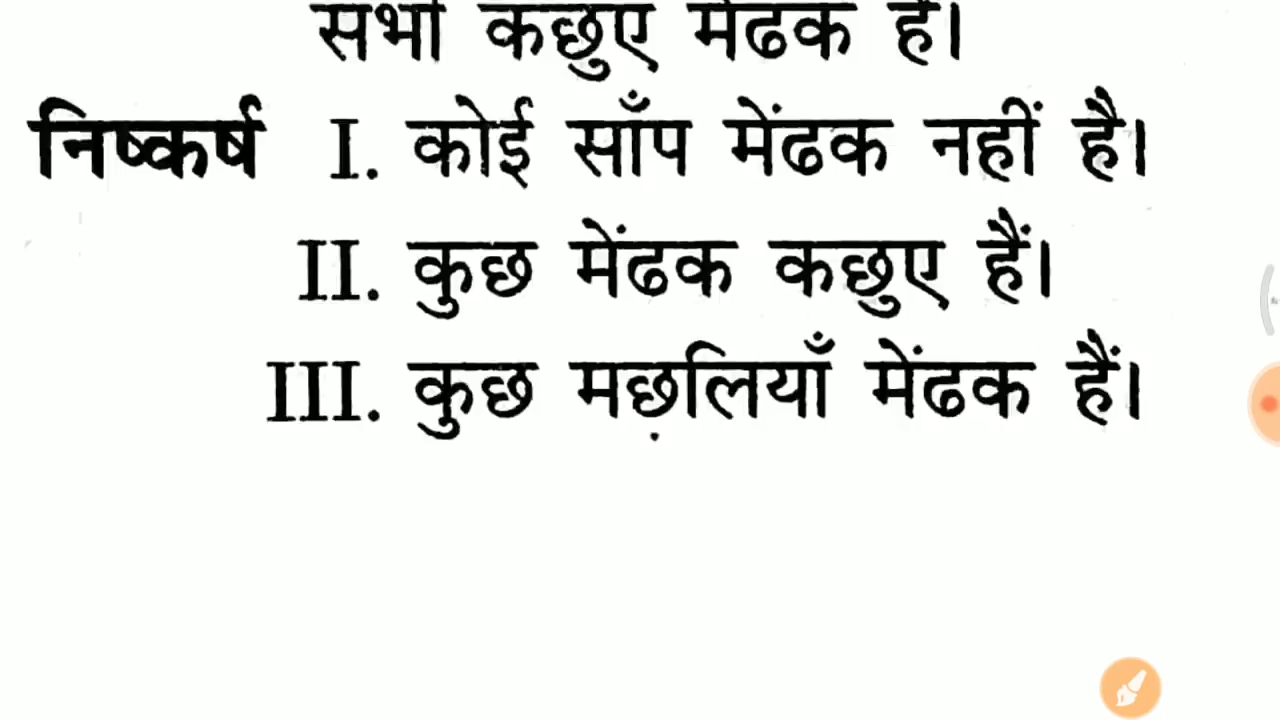 सभी कछुए मेंढक हैं।
निष्कर्ष I. कोई साँप मेंढक नहीं है।
II. कुछ मेंढक कछुए हैं।
III. कुछ मछलियाँ मेंढक हैं।